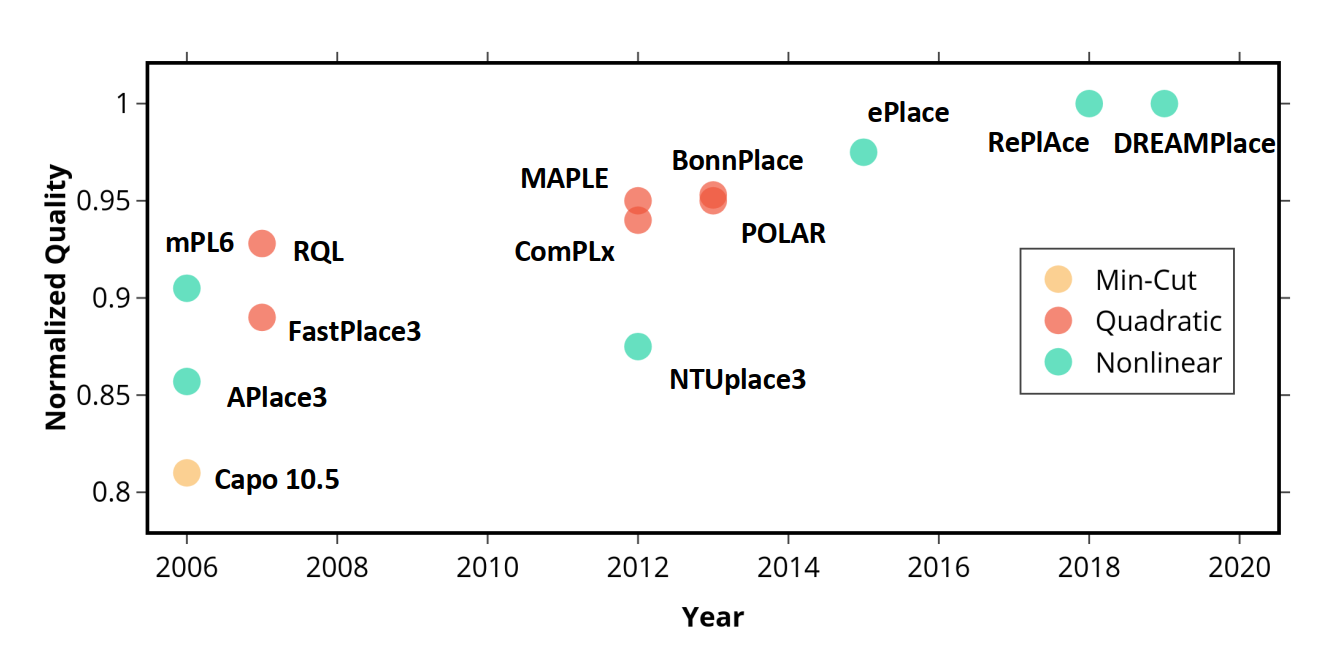 1
0.95
0.9
0.85
0.8
Normalized Quality
ePlace
RePlAce
DREAMPlace
BonnPlace
MAPLE
POLAR
mPL6
RQL
ComPLx
Min-Cut
Quadratic
Nonlinear
FastPlace3
NTUplace3
APlace3
Capo 10.5
2006 2008 2010 2012 2014 2016 2018 2020
Year